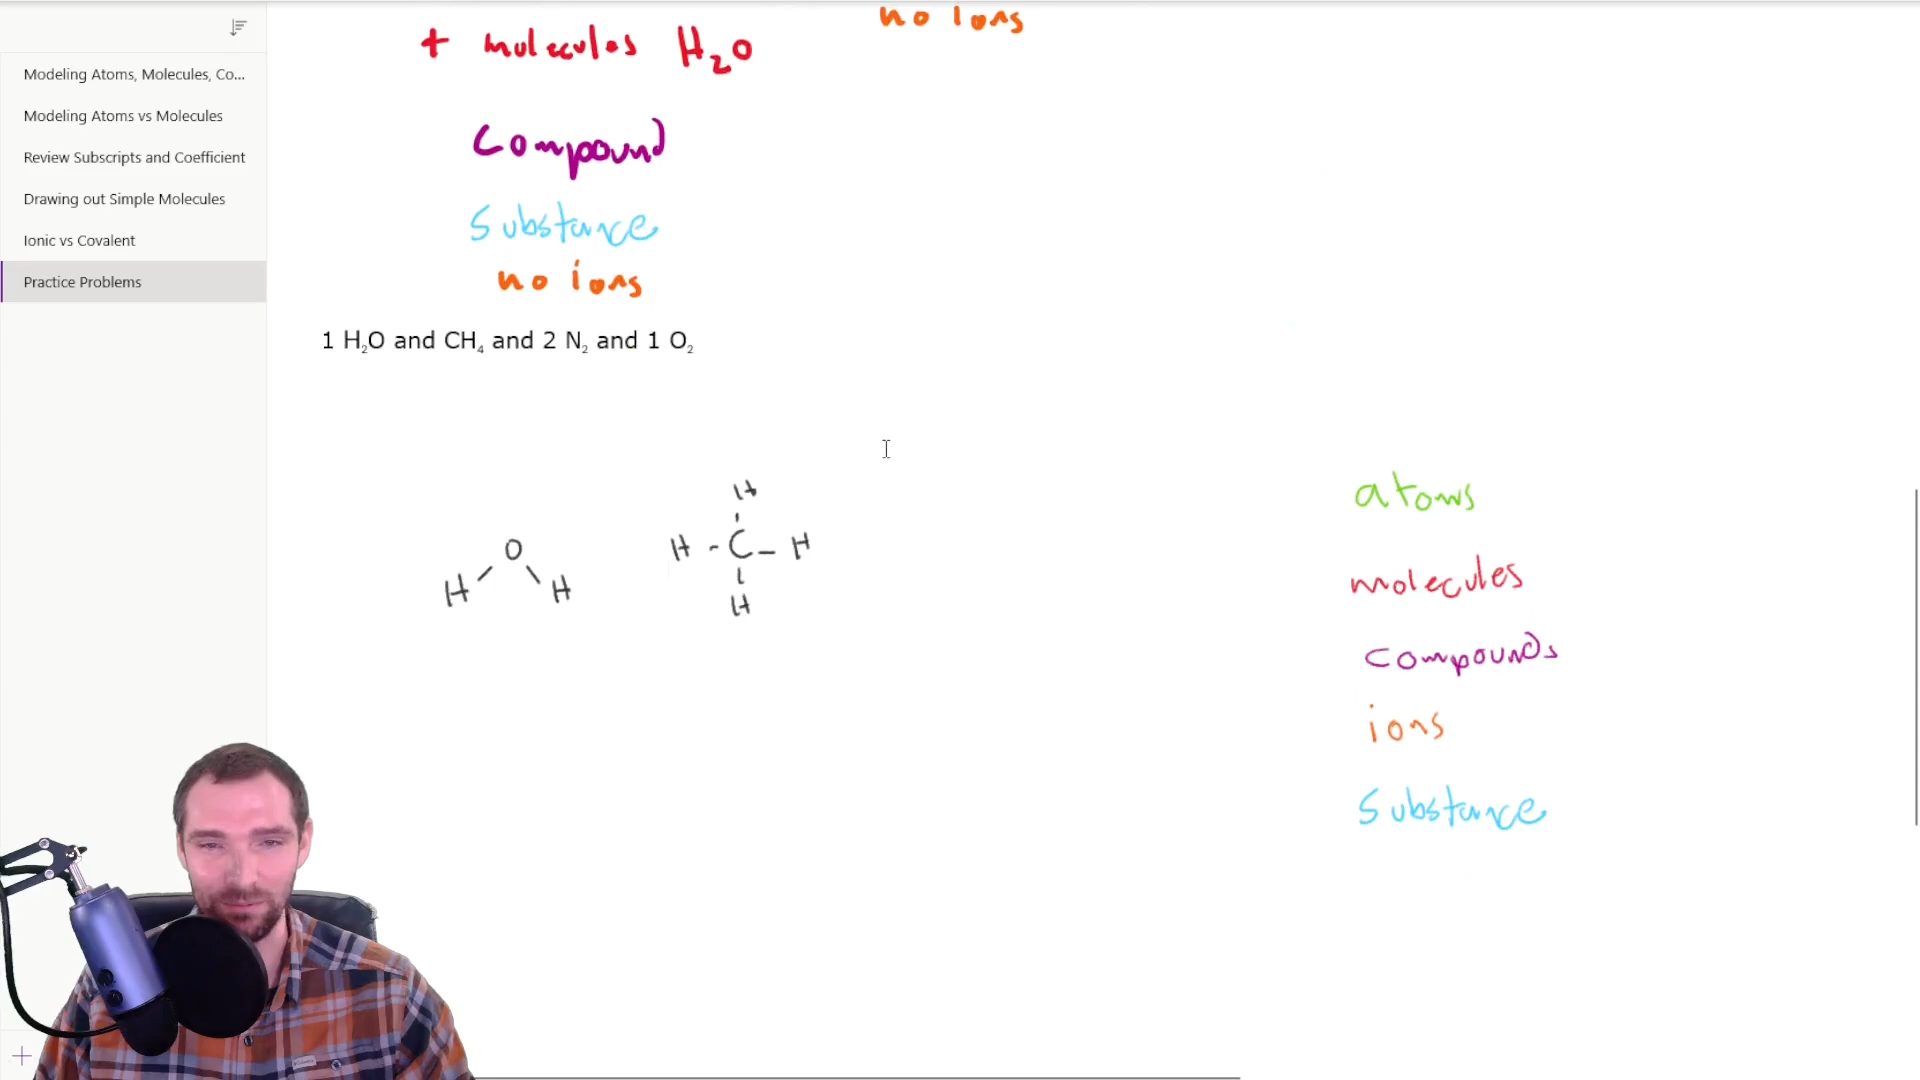 Modeling Atoms, Molecules, Co...
Modeling Atoms vs Molecules
Review Subscripts and Coefficient
Drawing out Simple Molecules
Ionic vs Covalent
Practice Problems
no ions
+ molecules H₂O
Compound
Substance
no ions
1 H₂O and CH₄ and 2 N₂ and 1 O₂
H
O
H - C - H
H H
H
atoms
molecules
compounds
ions
Substance